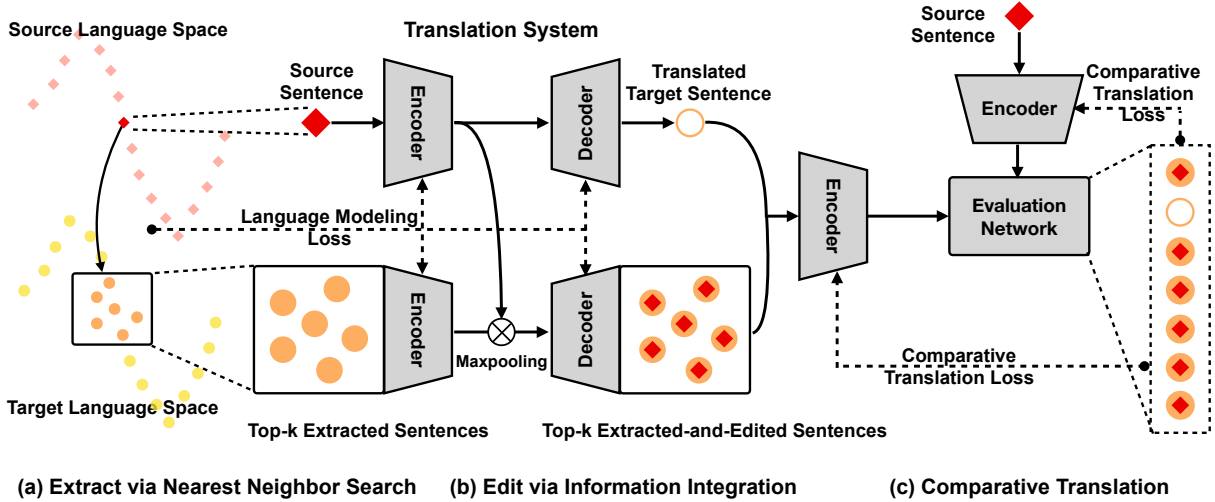 Source Language Space
Translation System
Source
Sentence
Encoder
Decoder
Translated
Target Sentence
Source
Sentence
Encoder
Comparative
Translation
Loss
Language Modeling
Loss
Encoder
Evaluation
Network
Encoder
Maxpooling
Decoder
Comparative
Translation Loss
Target Language Space
Top-k Extracted Sentences
Top-k Extracted-and-Edited Sentences
(a) Extract via Nearest Neighbor Search
(b) Edit via Information Integration
(c) Comparative Translation